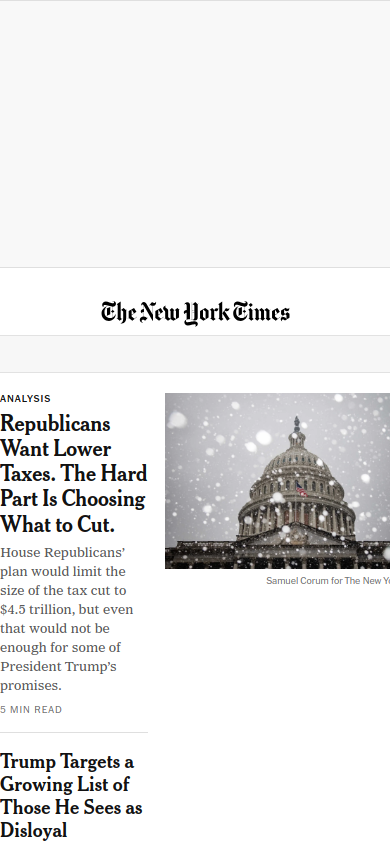 The New York Times
ANALYSIS
Republicans
Want Lower
Taxes. The Hard
Part Is Choosing
What to Cut.
House Republicans’
plan would limit the
size of the tax cut to
$4.5 trillion, but even
that would not be
enough for some of
President Trump’s
promises.
5 MIN READ
Samuel Corum for The New
Trump Targets a
Growing List of
Those He Sees as
Disloyal